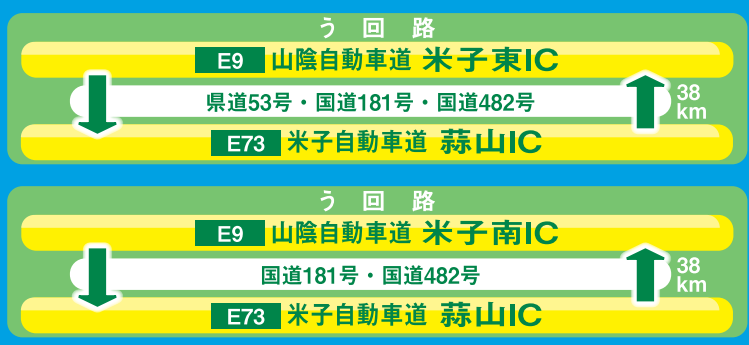 う回路
E9 山陰自動車道 米子東IC
県道53号・国道181号・国道482号
38
km
E73 米子自動車道 蒜山IC
う回路
E9 山陰自動車道 米子南IC
国道181号・国道482号
38
km
E73 米子自動車道 蒜山IC